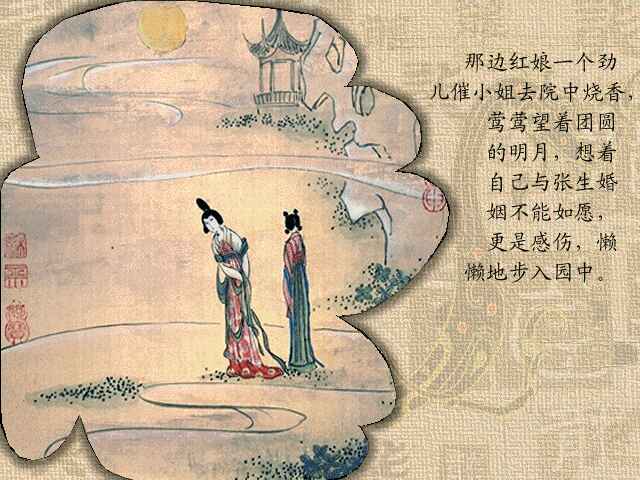 那边红娘一个劲
儿催小姐去院中烧香，
莺莺望着团圆
的明月，想着
自己与张生婚
姻不能如愿，
更是感伤，懒
懒地步入园中。